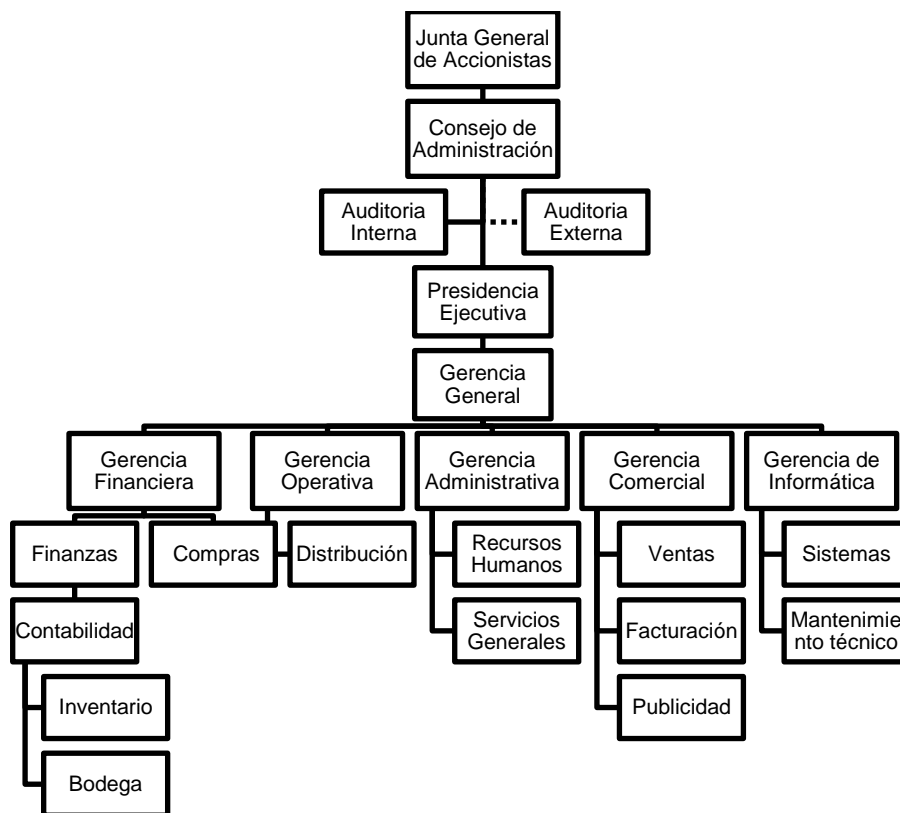 Junta General
de Accionistas
Consejo de
Administración
Auditoria
Interna
Auditoria
Externa
Presidencia
Ejecutiva
Gerencia
General
Gerencia
Financiera
Gerencia
Operativa
Gerencia
Administrativa
Gerencia
Comercial
Gerencia de
Informática
Finanzas
Compras
Distribución
Recursos
Humanos
Ventas
Sistemas
Contabilidad
Servicios
Generales
Facturación
Mantenimie
nto técnico
Inventario
Publicidad
Bodega